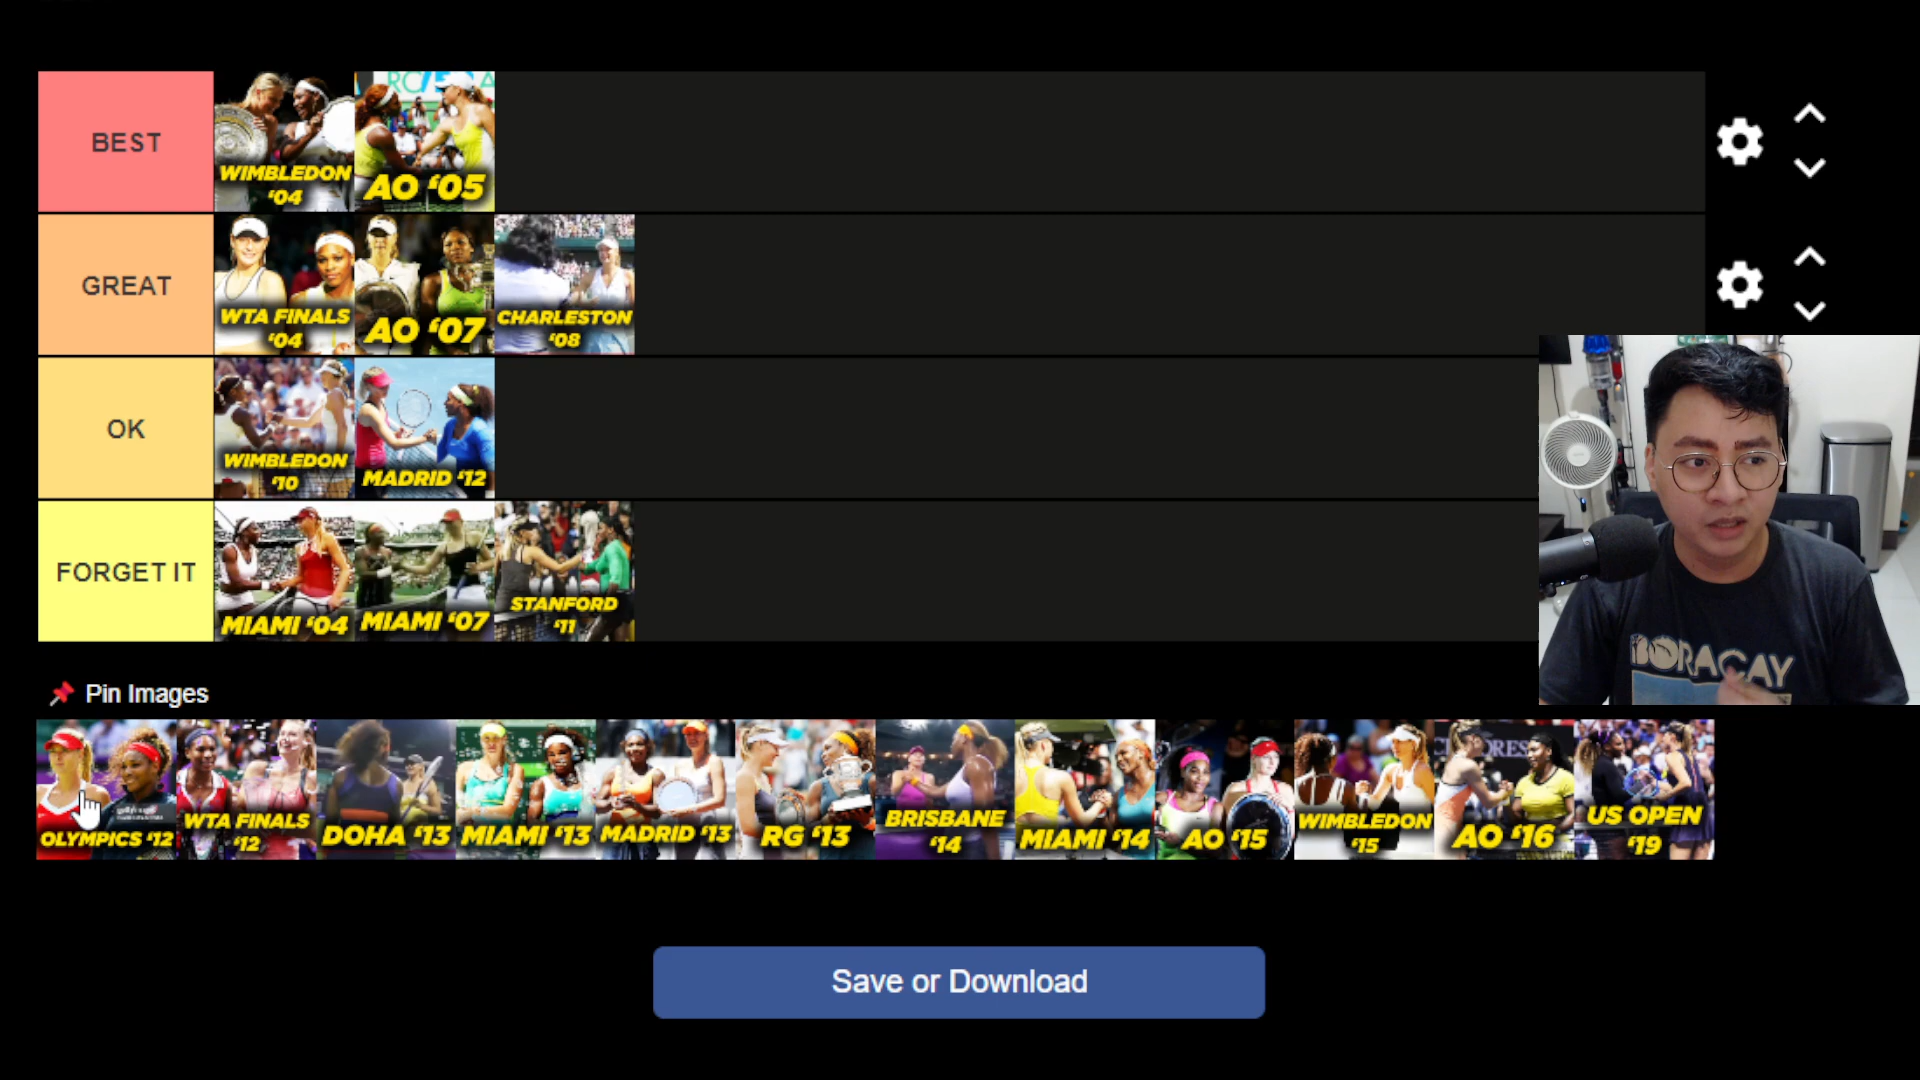 BEST
WIMBLEDON
'04
AO '05
GREAT
WTA FINALS
'04
AO '07
CHARLESTON
'08
OK
WIMBLEDON
'10
MADRID '12
FORGET IT
MIAMI '04
MIAMI '07
STANFORD
'11
BORACAY
Pin Images
OLYMPICS '12
WTA FINALS
'12
DOHA '13
MIAMI '13
MADRID '13
RG '13
BRISBANE
'14
MIAMI '14
AO '15
WIMBLEDON
'15
AO '16
US OPEN
'19
Save or Download